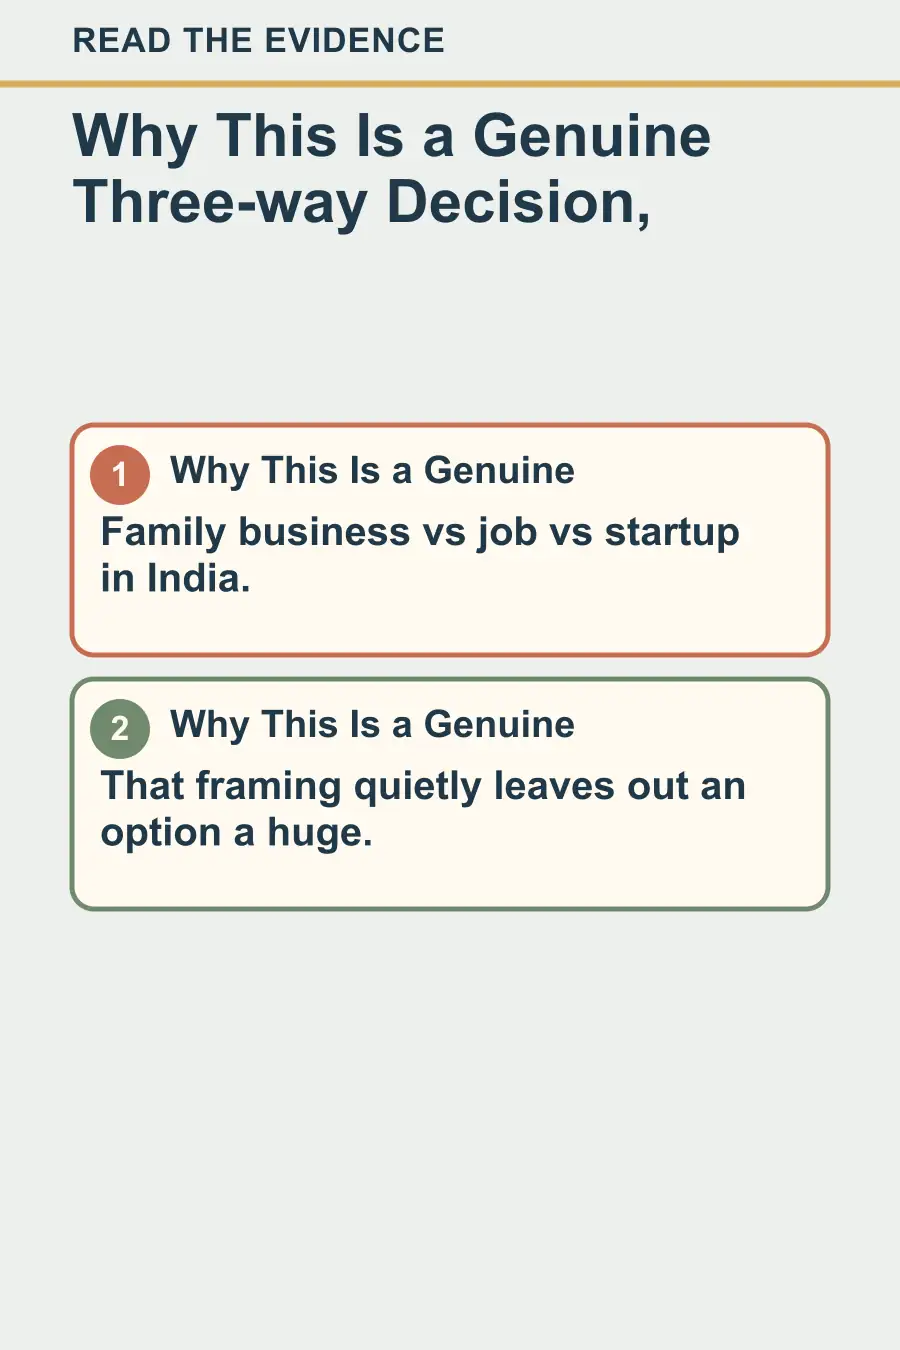 READ THE EVIDENCE
Why This Is a Genuine
Three-way Decision,
1 Why This Is a Genuine
Family business vs job vs startup
in India.
2 Why This Is a Genuine
That framing quietly leaves out an
option a huge.